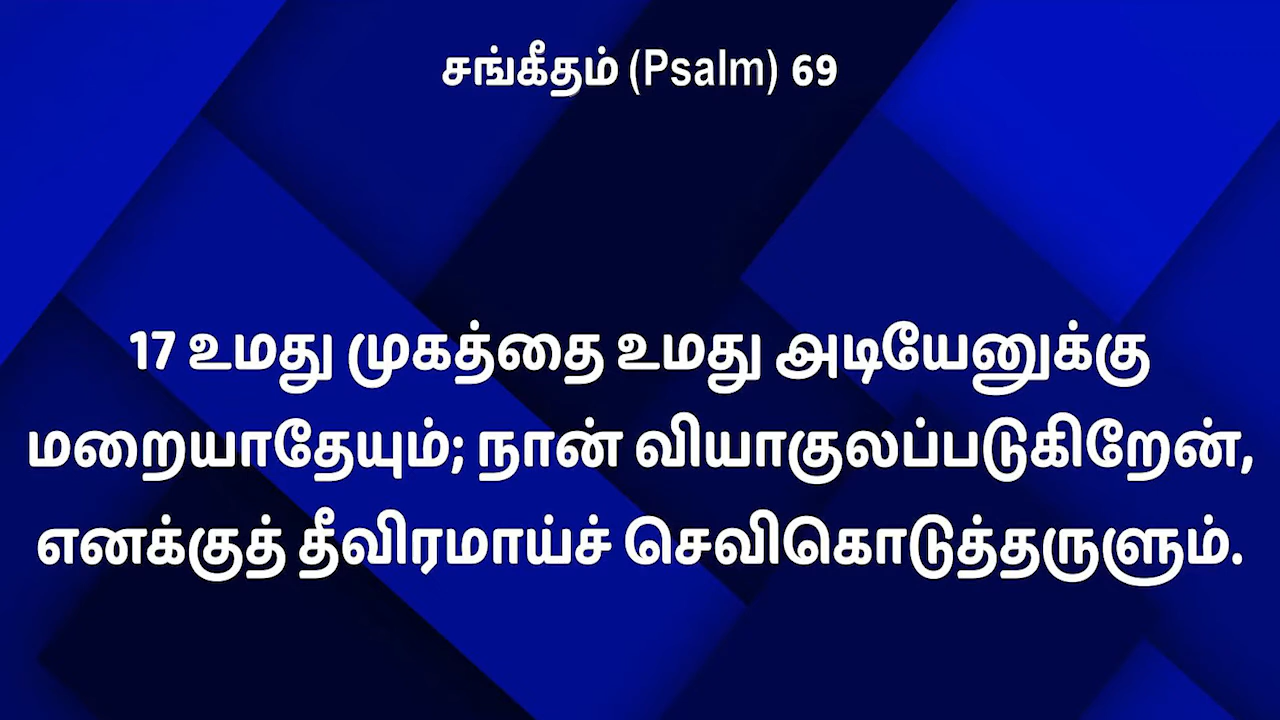 சங்கீதம் (Psalm) 69
17 உமது முகத்தை உமது அடியேனுக்கு
மறையாதேயும்; நான் வியாகுலப்படுகிறேன்,
எனக்குத் தீவிரமாய்ச் செவிகொடுத்தருளும்.